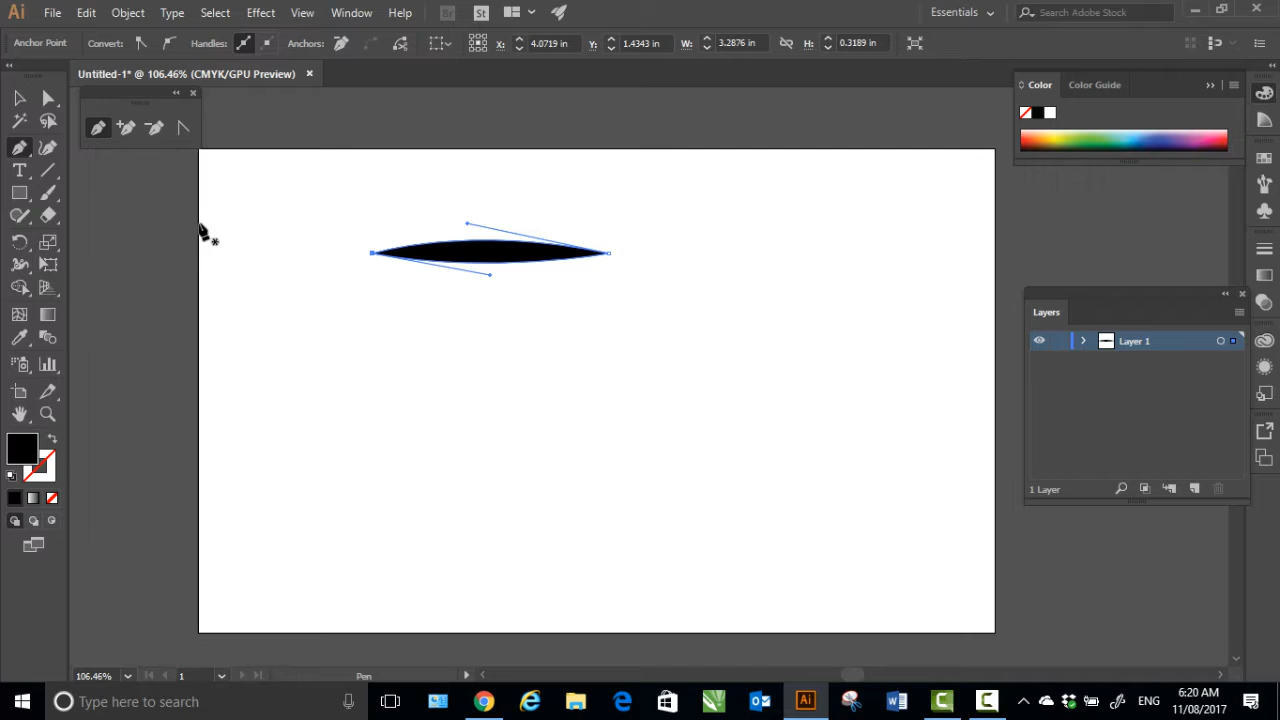 Ai File Edit Object Type Select Effect View Window Help Br St Essentials Search Adobe Stock
Anchor Point Convert: Handles: Anchors: X: 4.0719 in Y: 1.4343 in W: 3.2876 in H: 0.3189 in
Untitled-1* @ 106.46% (CMYK/GPU Preview)
Color Color Guide
Layers
Layer 1
1 Layer
106.46% 1 Pen
Type here to search ENG 6:20 AM
11/08/2017